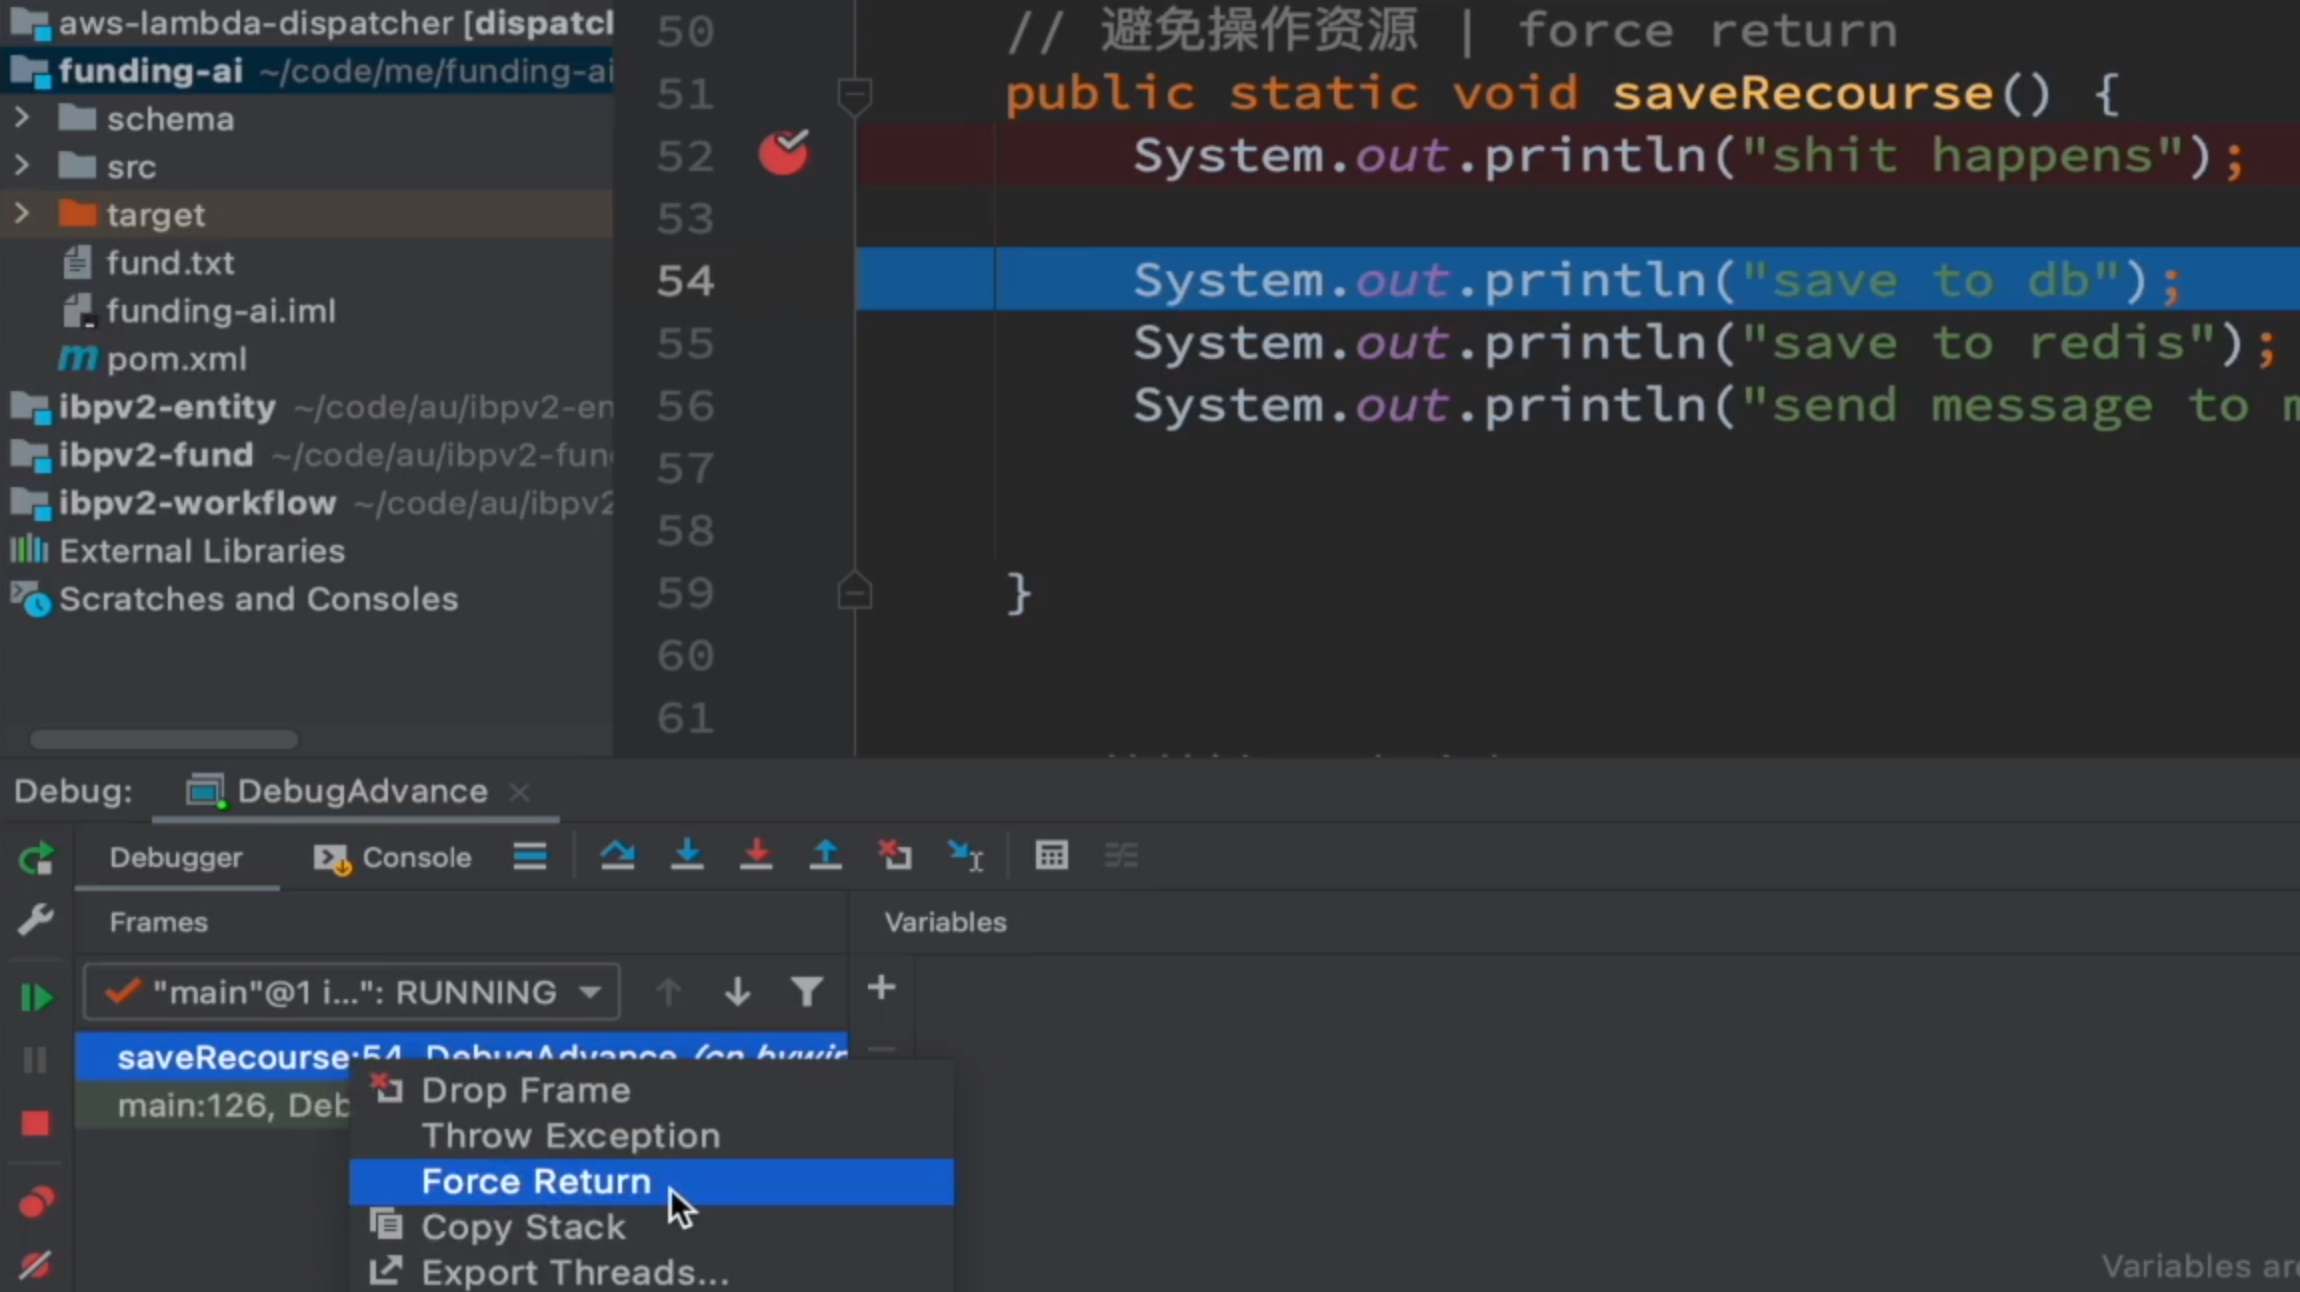 aws-lambda-dispatcher [dispatc
funding-ai ~/code/me/funding-ai
schema
src
target
fund.txt
funding-ai.iml
pom.xml
ibpv2-entity ~/code/au/ibpv2-en
ibpv2-fund ~/code/au/ibpv2-fun
ibpv2-workflow ~/code/au/ibpv2
External Libraries
Scratches and Consoles
50 // 避免操作资源 | force return
51 public static void saveRecourse() {
52 System.out.println("shit happens");
53
54 System.out.println("save to db");
55 System.out.println("save to redis");
56 System.out.println("send message to m
57
58
59 }
60
61
Debug: DebugAdvance
Debugger Console
Frames Variables
"main"@1 i...": RUNNING
saveRecourse:54, DebugAdvance
main:126, Deb
Drop Frame
Throw Exception
Force Return
Copy Stack
Export Threads...
Variables are